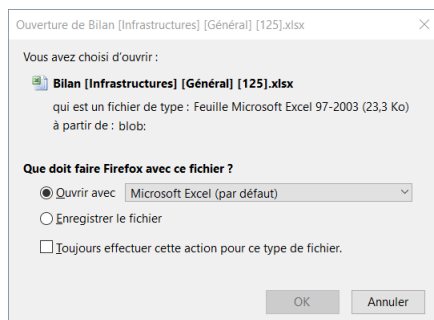 Ouverture de Bilan [Infrastructures] [Général] [125].xlsx
Vous avez choisi d'ouvrir :
Bilan [Infrastructures] [Général] [125].xlsx
qui est un fichier de type : Feuille Microsoft Excel 97-2003 (23,3 Ko)
à partir de : blob:
Que doit faire Firefox avec ce fichier ?
Ouvrir avec Microsoft Excel (par défaut)
Enregistrer le fichier
Toujours effectuer cette action pour ce type de fichier.
OK Annuler